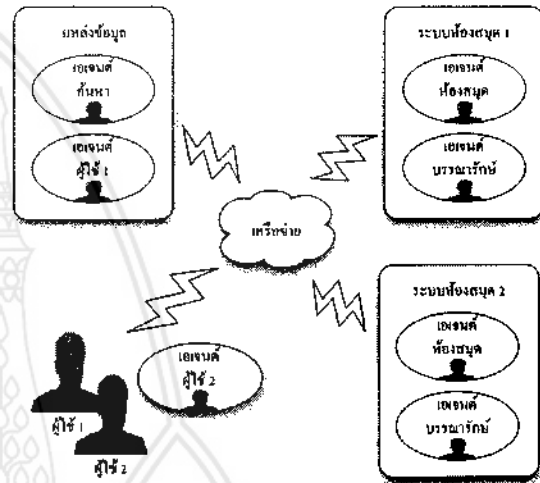 แหล่งข้อมูล
เอเจนต์
ค้นหา
เอเจนต์
ผู้ใช้ 1
ระบบห้องสมุด 1
เอเจนต์
ห้องสมุด
เอเจนต์
บรรณารักษ์
เครือข่าย
เอเจนต์
ผู้ใช้ 2
ผู้ใช้ 1
ผู้ใช้ 2
ระบบห้องสมุด 2
เอเจนต์
ห้องสมุด
เอเจนต์
บรรณารักษ์